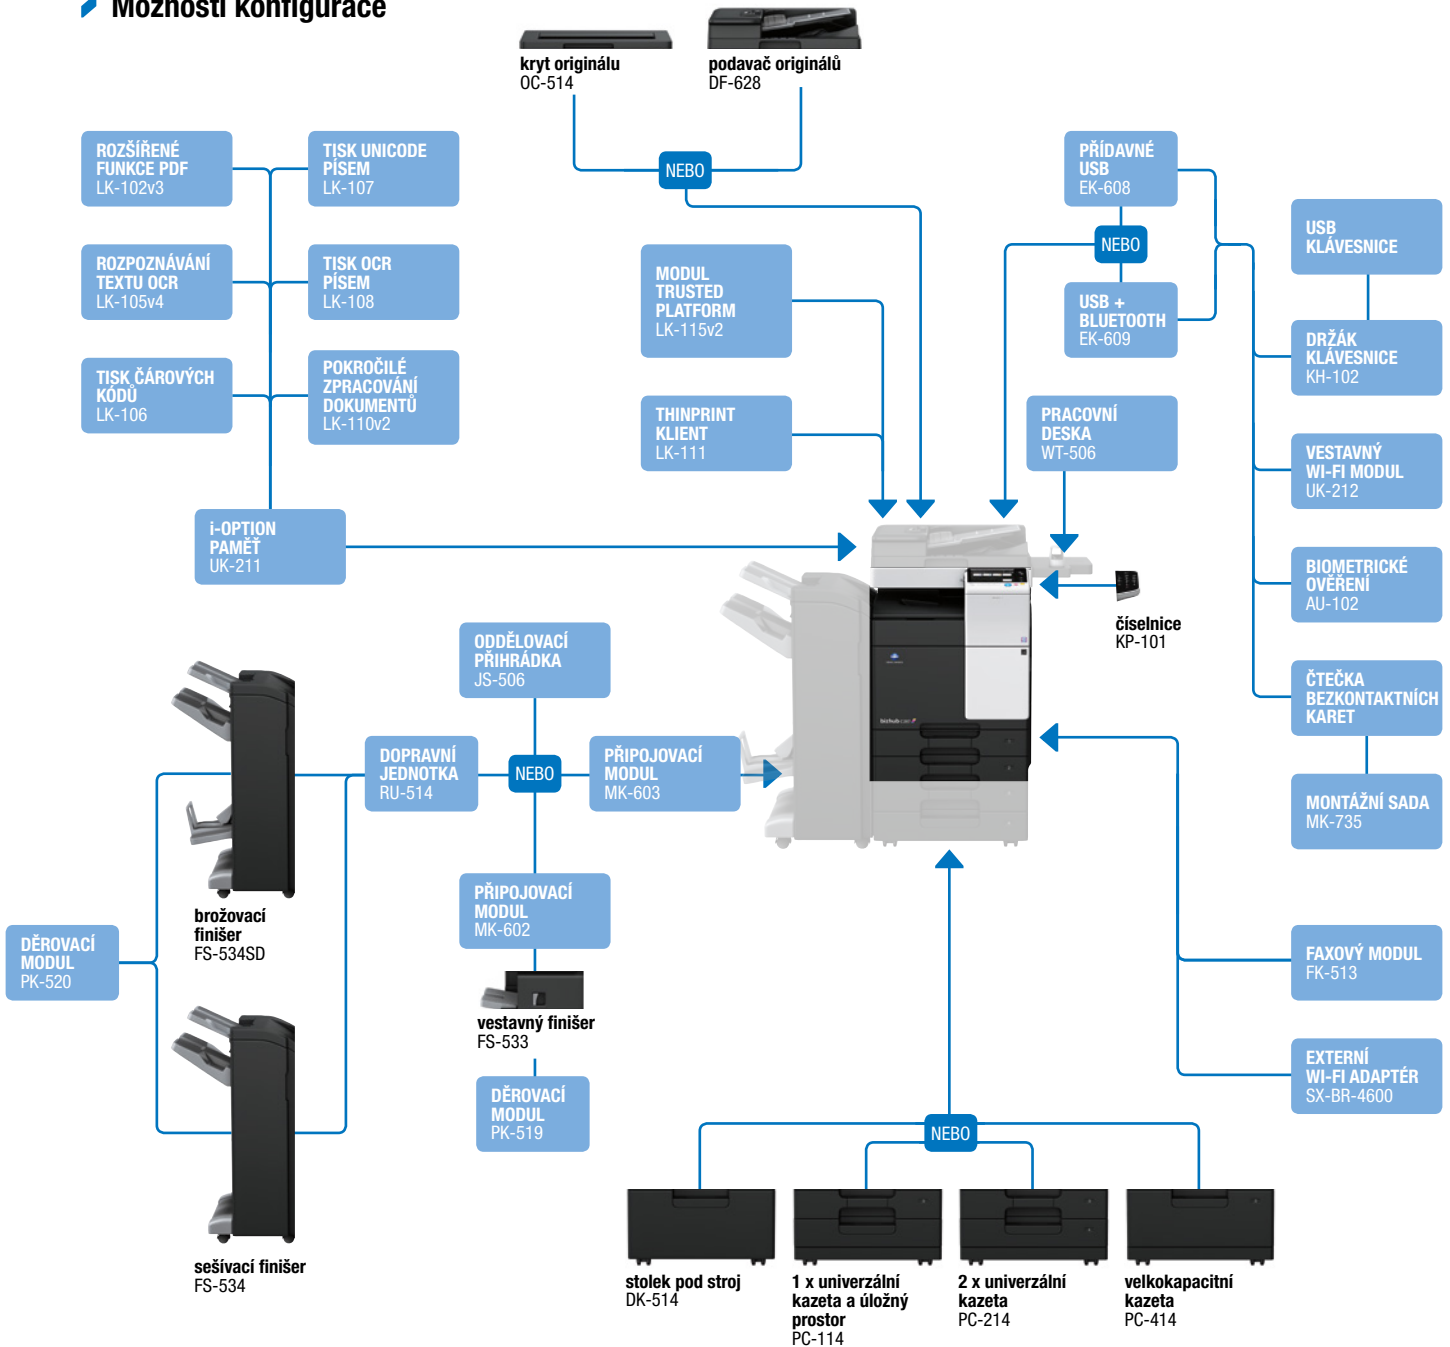 Možnosti konfigurace
kryt originálu
OC-514
podavač originálů
DF-628
NEBO
ROZŠÍŘENÉ
FUNKCE PDF
LK-102v3
TISK UNICODE
PÍSEM
LK-107
ROZPOZNÁVÁNÍ
TEXTU OCR
LK-105v4
TISK OCR
PÍSEM
LK-108
TISK ČÁROVÝCH
KÓDŮ
LK-106
POKROČILÉ
ZPRACOVÁNÍ
DOKUMENTŮ
LK-110v2
i-OPTION
PAMĚŤ
UK-211
MODUL
TRUSTED
PLATFORM
LK-115v2
THINPRINT
KLIENT
LK-111
PŘÍDAVNÉ
USB
EK-608
NEBO
USB +
BLUETOOTH
EK-609
PRACOVNÍ
DESKA
WT-506
USB
KLÁVESNICE
DRŽÁK
KLÁVESNICE
KH-102
VESTAVNÝ
WI-FI MODUL
UK-212
BIOMETRICKÉ
OVĚŘENÍ
AU-102
ČTEČKA
BEZKONTAKTNÍCH
KARET
MONTÁŽNÍ SADA
MK-735
číselnice
KP-101
bizhub
ODDĚLOVACÍ
PŘIHRÁDKA
JS-506
DOPRAVNÍ
JEDNOTKA
RU-514
NEBO
PŘIPOJOVACÍ
MODUL
MK-603
PŘIPOJOVACÍ
MODUL
MK-602
vestavný finišer
FS-533
DĚROVACÍ
MODUL
PK-519
brožovací
finišer
FS-534SD
DĚROVACÍ
MODUL
PK-520
sešívací finišer
FS-534
FAXOVÝ MODUL
FK-513
EXTERNÍ
WI-FI ADAPTÉR
SX-BR-4600
NEBO
stolek pod stroj
DK-514
1 x univerzální
kazeta a úložný
prostor
PC-114
2 x univerzální
kazeta
PC-214
velkokapacitní
kazeta
PC-414